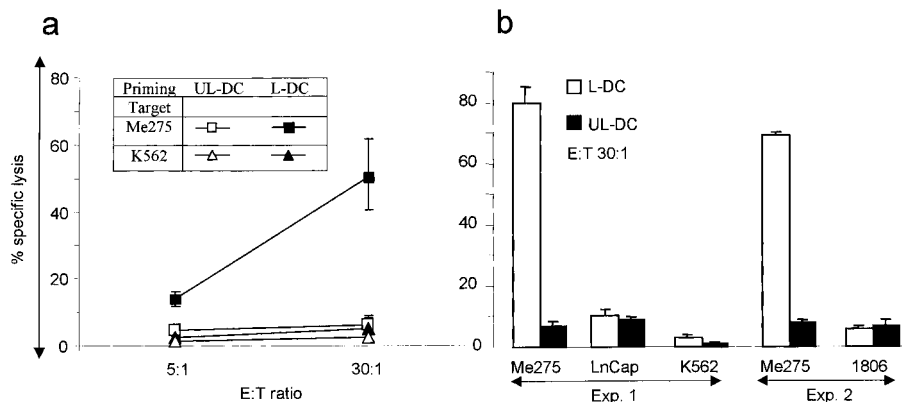 a
% specific lysis
80
60
40
20
0
Priming UL-DC L-DC
Target
Me275
K562
5:1 30:1
E:T ratio
b
80
60
40
20
0
L-DC
UL-DC
E:T 30:1
Me275 LnCap K562 Me275 1806
Exp. 1 Exp. 2